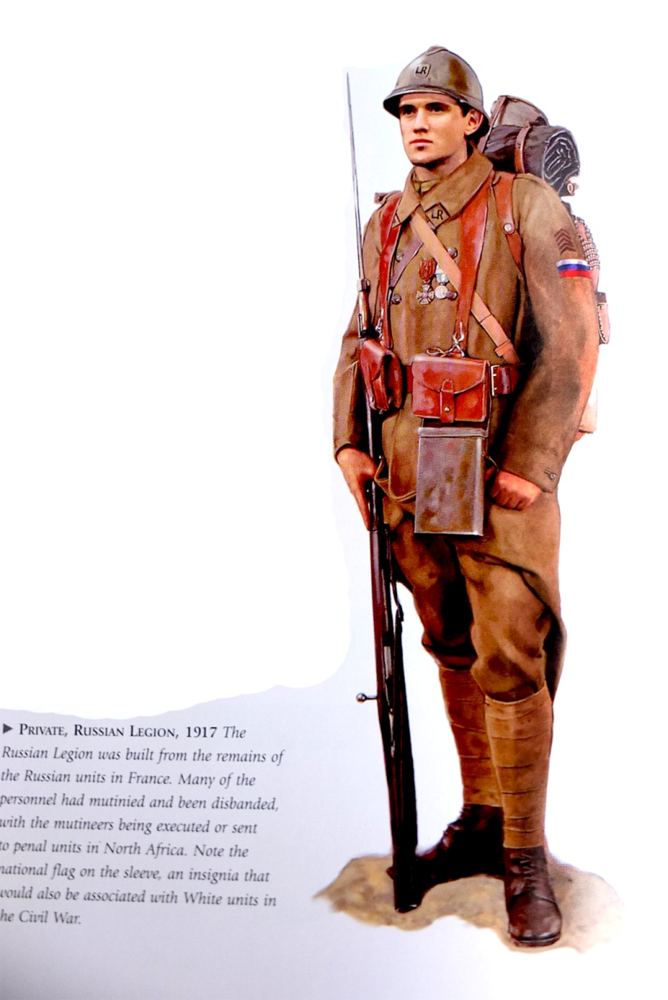 LR
LR
▶ PRIVATE, RUSSIAN LEGION, 1917 The
Russian Legion was built from the remains of
the Russian units in France. Many of the
personnel had mutinied and been disbanded,
with the mutineers being executed or sent
to penal units in North Africa. Note the
national flag on the sleeve, an insignia that
would also be associated with White units in
the Civil War.